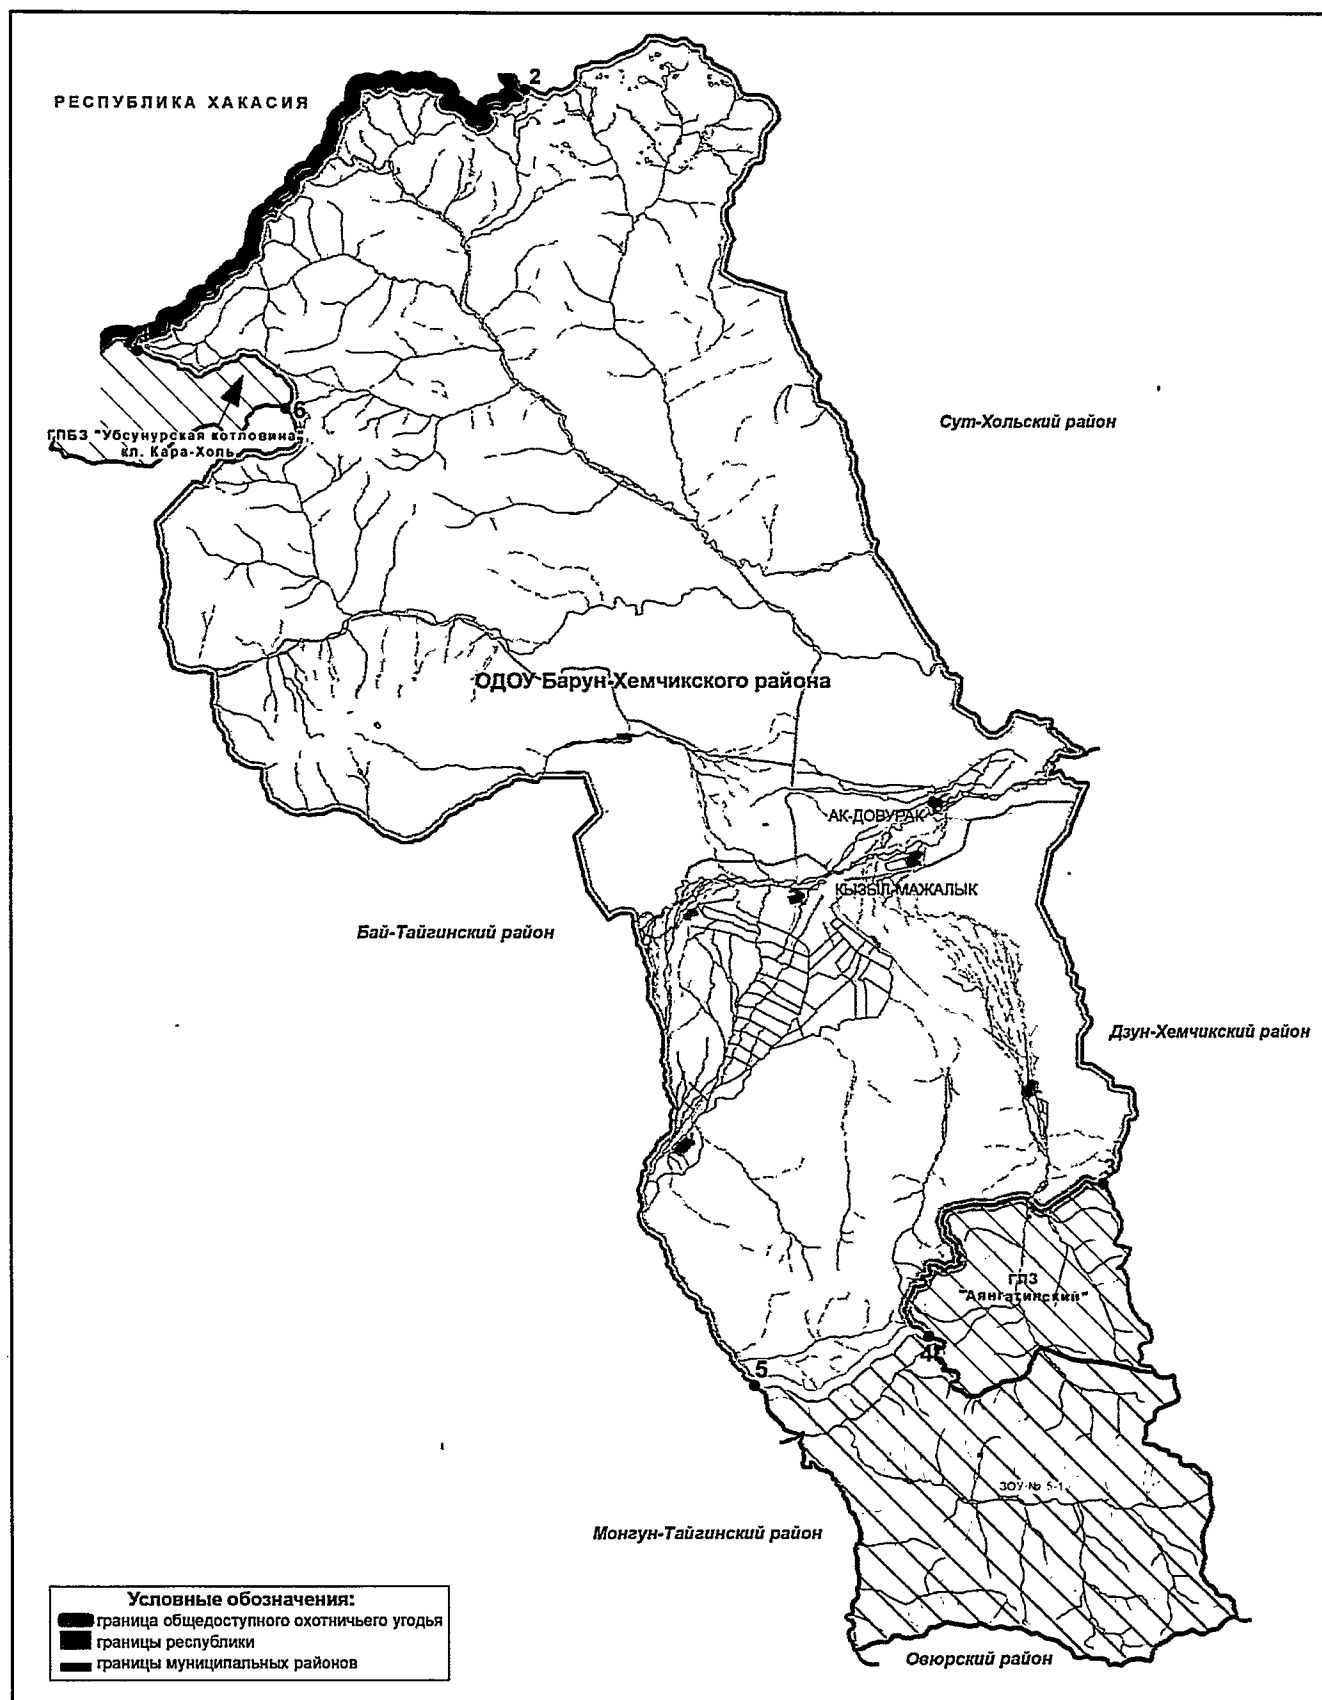 2
РЕСПУБЛИКА ХАКАСИЯ
6
Сут-Хольский район
ГПБЗ "Убсунурская котловина"
кл. Кара-Холь
ОДОУ Барун-Хемчикского района
АК-ДОВУРАК
КЫЗЫЛ-МАЖАЛЫК
Бай-Тайгинский район
Дзун-Хемчикский район
3
ГПЗ
"Аянгатинский"
4
5
ЗОУ № 5-1
Монгун-Тайгинский район
Овюрский район
Условные обозначения:
граница общедоступного охотничьего угодья
границы республики
границы муниципальных районов